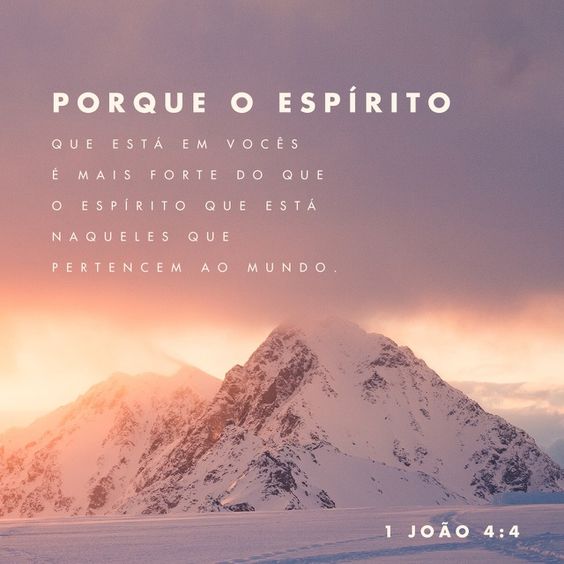 PORQUE O ESPÍRITO
QUE ESTÁ EM VOCÊS
É MAIS FORTE DO QUE
O ESPÍRITO QUE ESTÁ
NAQUELES QUE
PERTENCEM AO MUNDO.
1 JOÃO 4:4